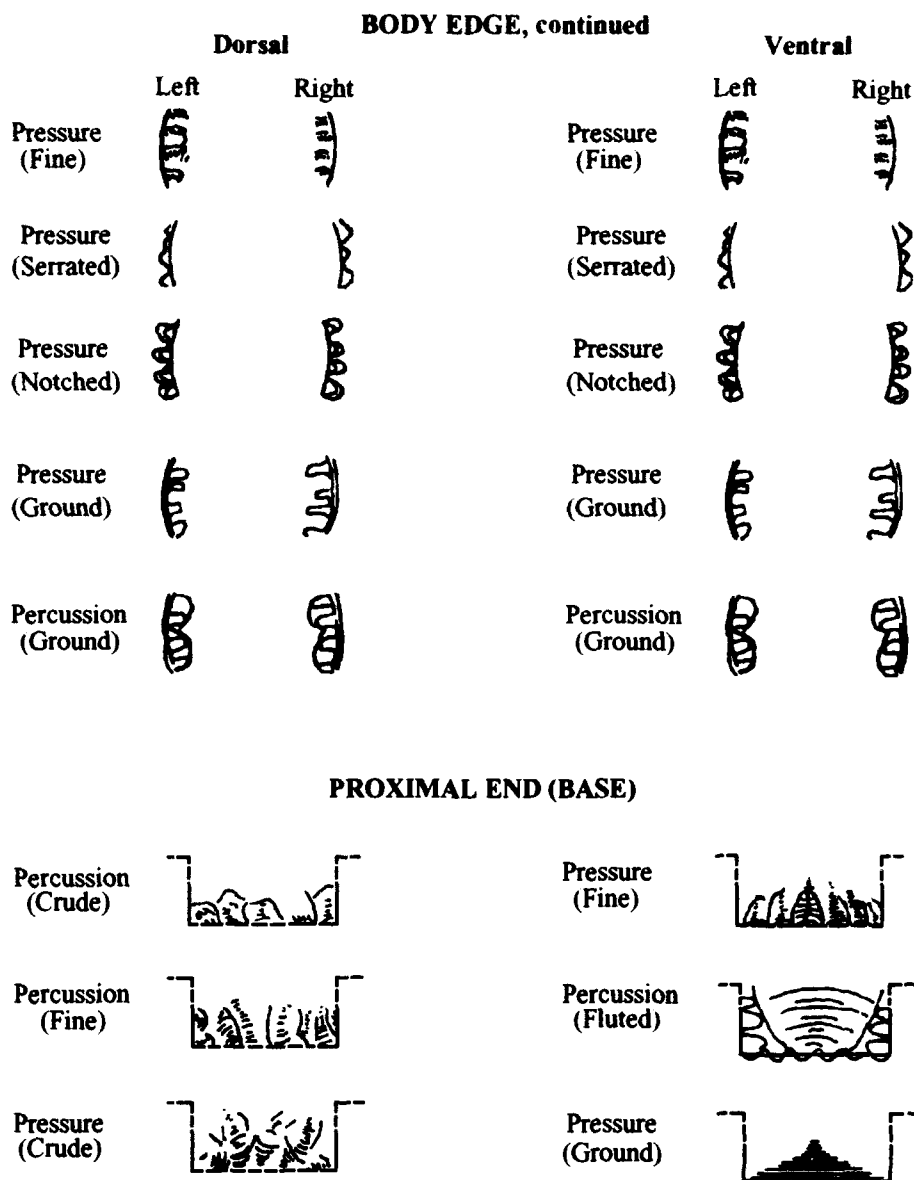 BODY EDGE, continued
Dorsal
Ventral
Left
Right
Left
Right
Pressure
(Fine)
Pressure
(Fine)
Pressure
(Serrated)
Pressure
(Serrated)
Pressure
(Notched)
Pressure
(Notched)
Pressure
(Ground)
Pressure
(Ground)
Percussion
(Ground)
Percussion
(Ground)
PROXIMAL END (BASE)
Percussion
(Crude)
Pressure
(Fine)
Percussion
(Fine)
Percussion
(Fluted)
Pressure
(Crude)
Pressure
(Ground)